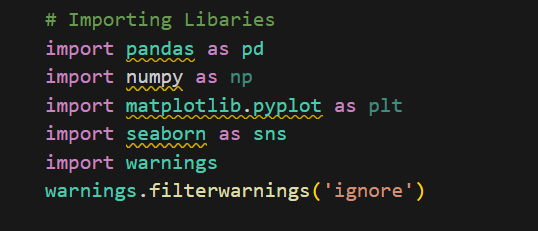 # Importing Libaries
import pandas as pd
import numpy as np
import matplotlib.pyplot as plt
import seaborn as sns
import warnings
warnings.filterwarnings('ignore')